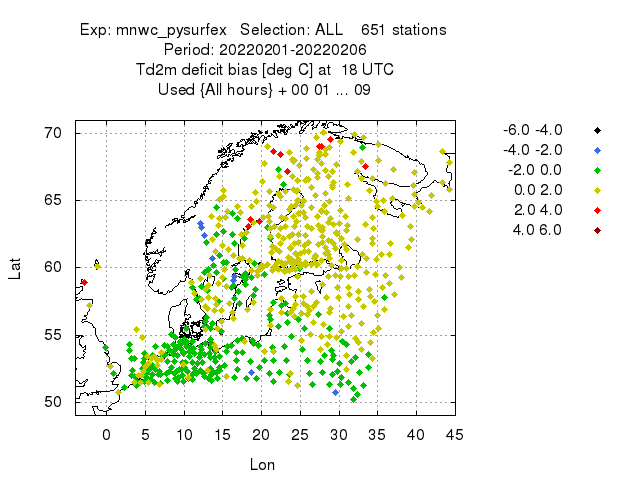 Exp: mnwc_pysurfex   Selection: ALL    651 stations
Period: 20220201-20220206
Td2m deficit bias [deg C] at  18 UTC
Used {All hours} + 00 01 ... 09
-6.0 -4.0
-4.0 -2.0
-2.0 0.0
0.0 2.0
2.0 4.0
4.0 6.0
70
65
60
55
50
Lat
0 5 10 15 20 25 30 35 40 45
Lon